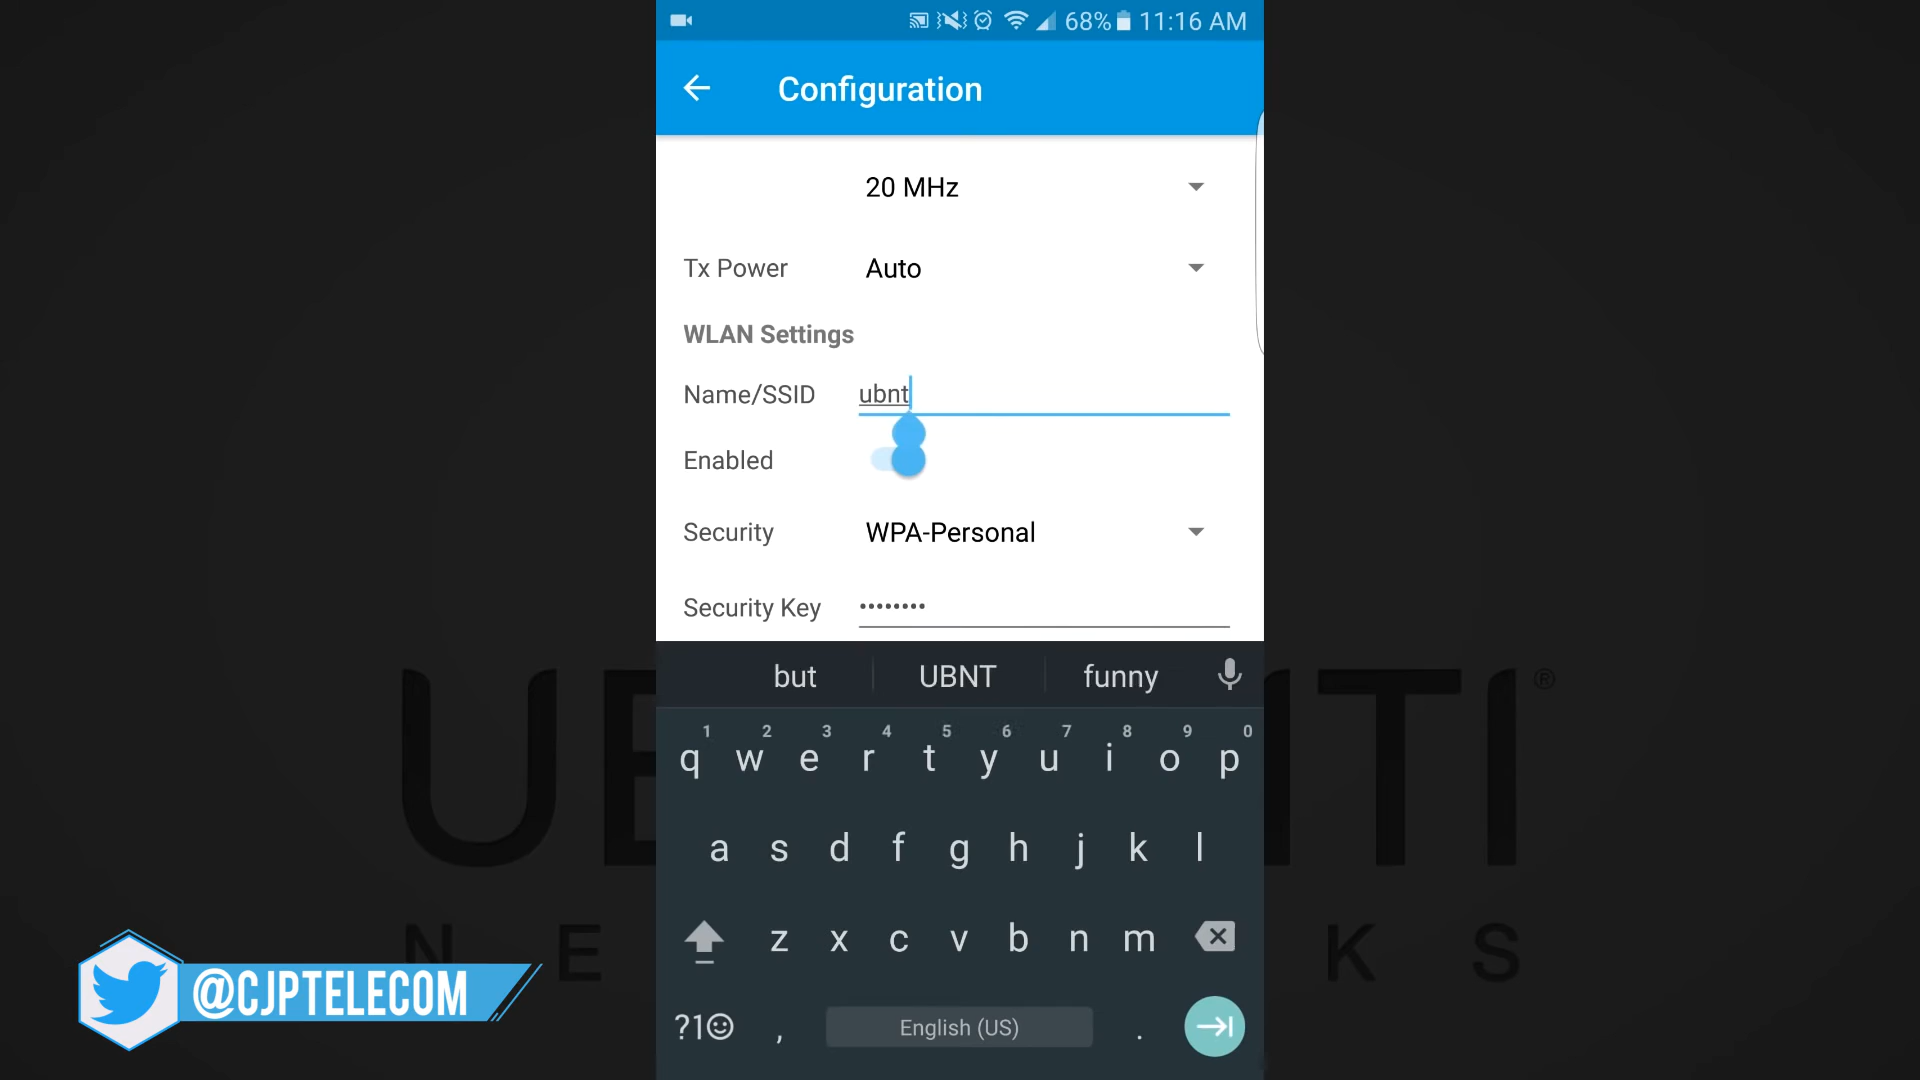 68% 11:16 AM
Configuration
20 MHz
Tx Power Auto
WLAN Settings
Name/SSID ubnt
Enabled
Security WPA-Personal
Security Key ••••••••
but UBNT funny
1 2 3 4 5 6 7 8 9 0
q w e r t y u i o p
a s d f g h j k l
z x c v b n m
?1☺ , English (US) .
UB NTI ®
N E K S
@CJPTELECOM